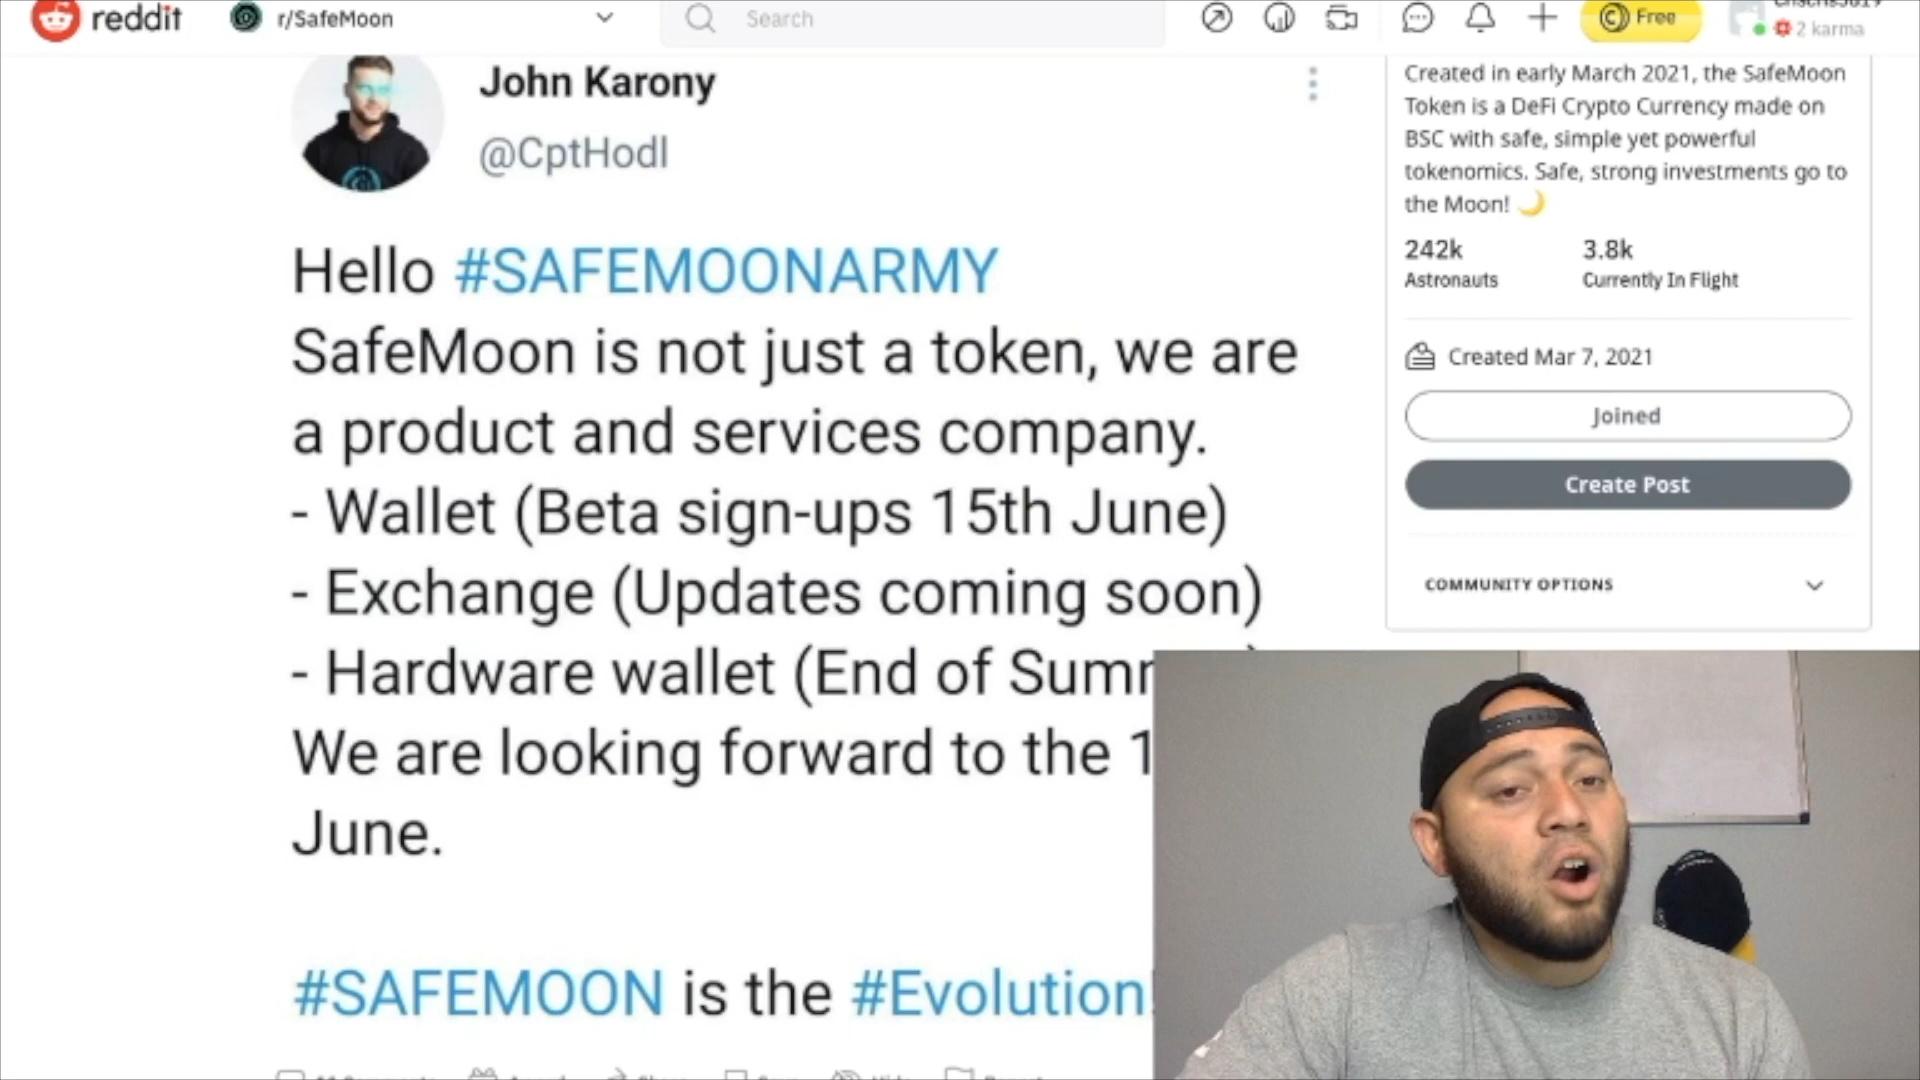 reddit
r/SafeMoon
Search
Free
2 karma
John Karony
@CptHodl
Hello #SAFEMOONARMY
SafeMoon is not just a token, we are
a product and services company.
- Wallet (Beta sign-ups 15th June)
- Exchange (Updates coming soon)
- Hardware wallet (End of Summ
We are looking forward to the 1
June.
#SAFEMOON is the #Evolution!
Created in early March 2021, the SafeMoon
Token is a DeFi Crypto Currency made on
BSC with safe, simple yet powerful
tokenomics. Safe, strong investments go to
the Moon! 🌙
242k
Astronauts
3.8k
Currently In Flight
Created Mar 7, 2021
Joined
Create Post
COMMUNITY OPTIONS